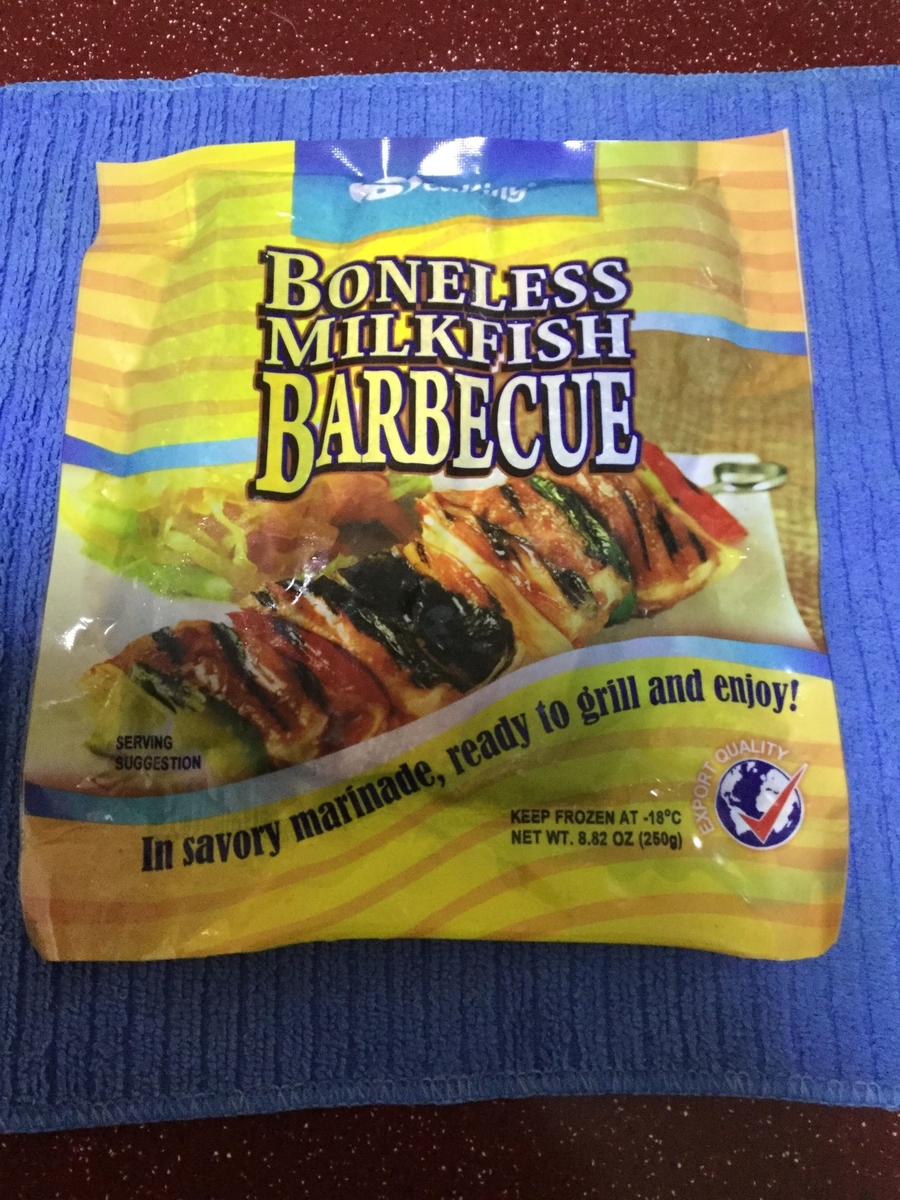 BONELESS
MILKFISH
BARBECUE
SERVING
SUGGESTION
In savory marinade, ready to grill and enjoy!
KEEP FROZEN AT -18°C
NET WT. 8.82 OZ (250g)
EXPORT QUALITY